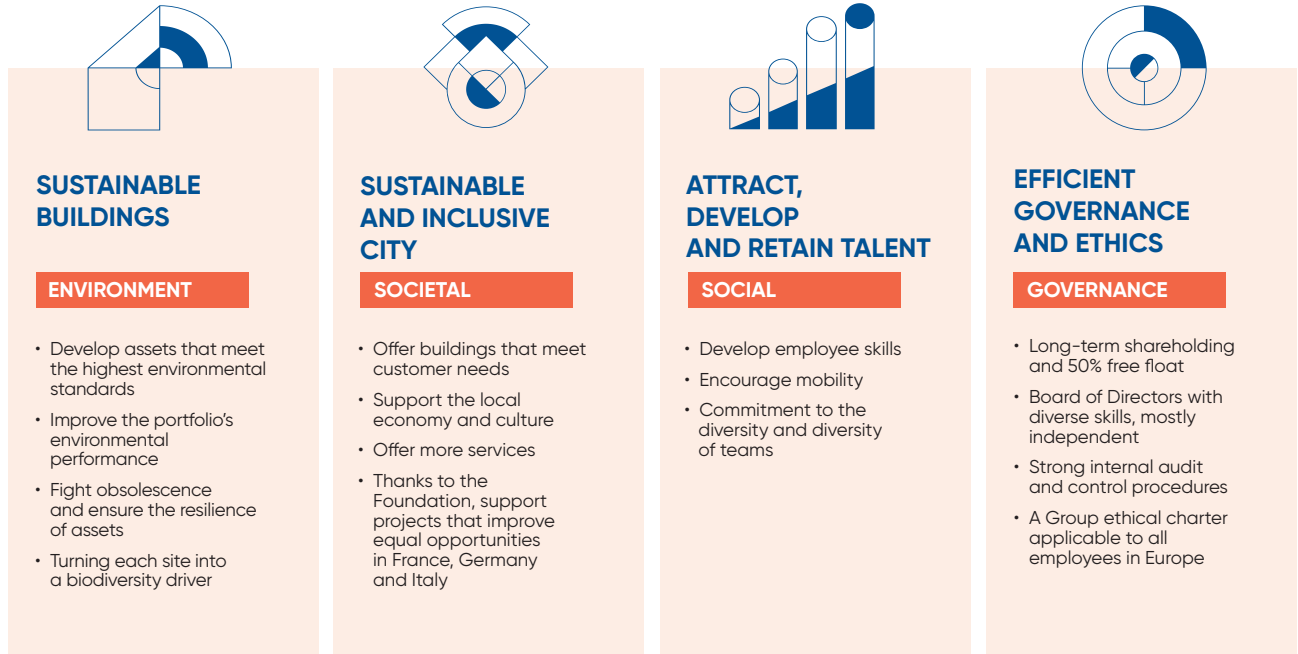 SUSTAINABLE
BUILDINGS
ENVIRONMENT
• Develop assets that meet
the highest environmental
standards
• Improve the portfolio's
environmental
performance
• Fight obsolescence
and ensure the resilience
of assets
• Turning each site into
a biodiversity driver
SUSTAINABLE
AND INCLUSIVE
CITY
SOCIETAL
• Offer buildings that meet
customer needs
• Support the local
economy and culture
• Offer more services
• Thanks to the
Foundation, support
projects that improve
equal opportunities
in France, Germany
and Italy
ATTRACT,
DEVELOP
AND RETAIN TALENT
SOCIAL
• Develop employee skills
• Encourage mobility
• Commitment to the
diversity and diversity
of teams
EFFICIENT
GOVERNANCE
AND ETHICS
GOVERNANCE
• Long-term shareholding
and 50% free float
• Board of Directors with
diverse skills, mostly
independent
• Strong internal audit
and control procedures
• A Group ethical charter
applicable to all
employees in Europe